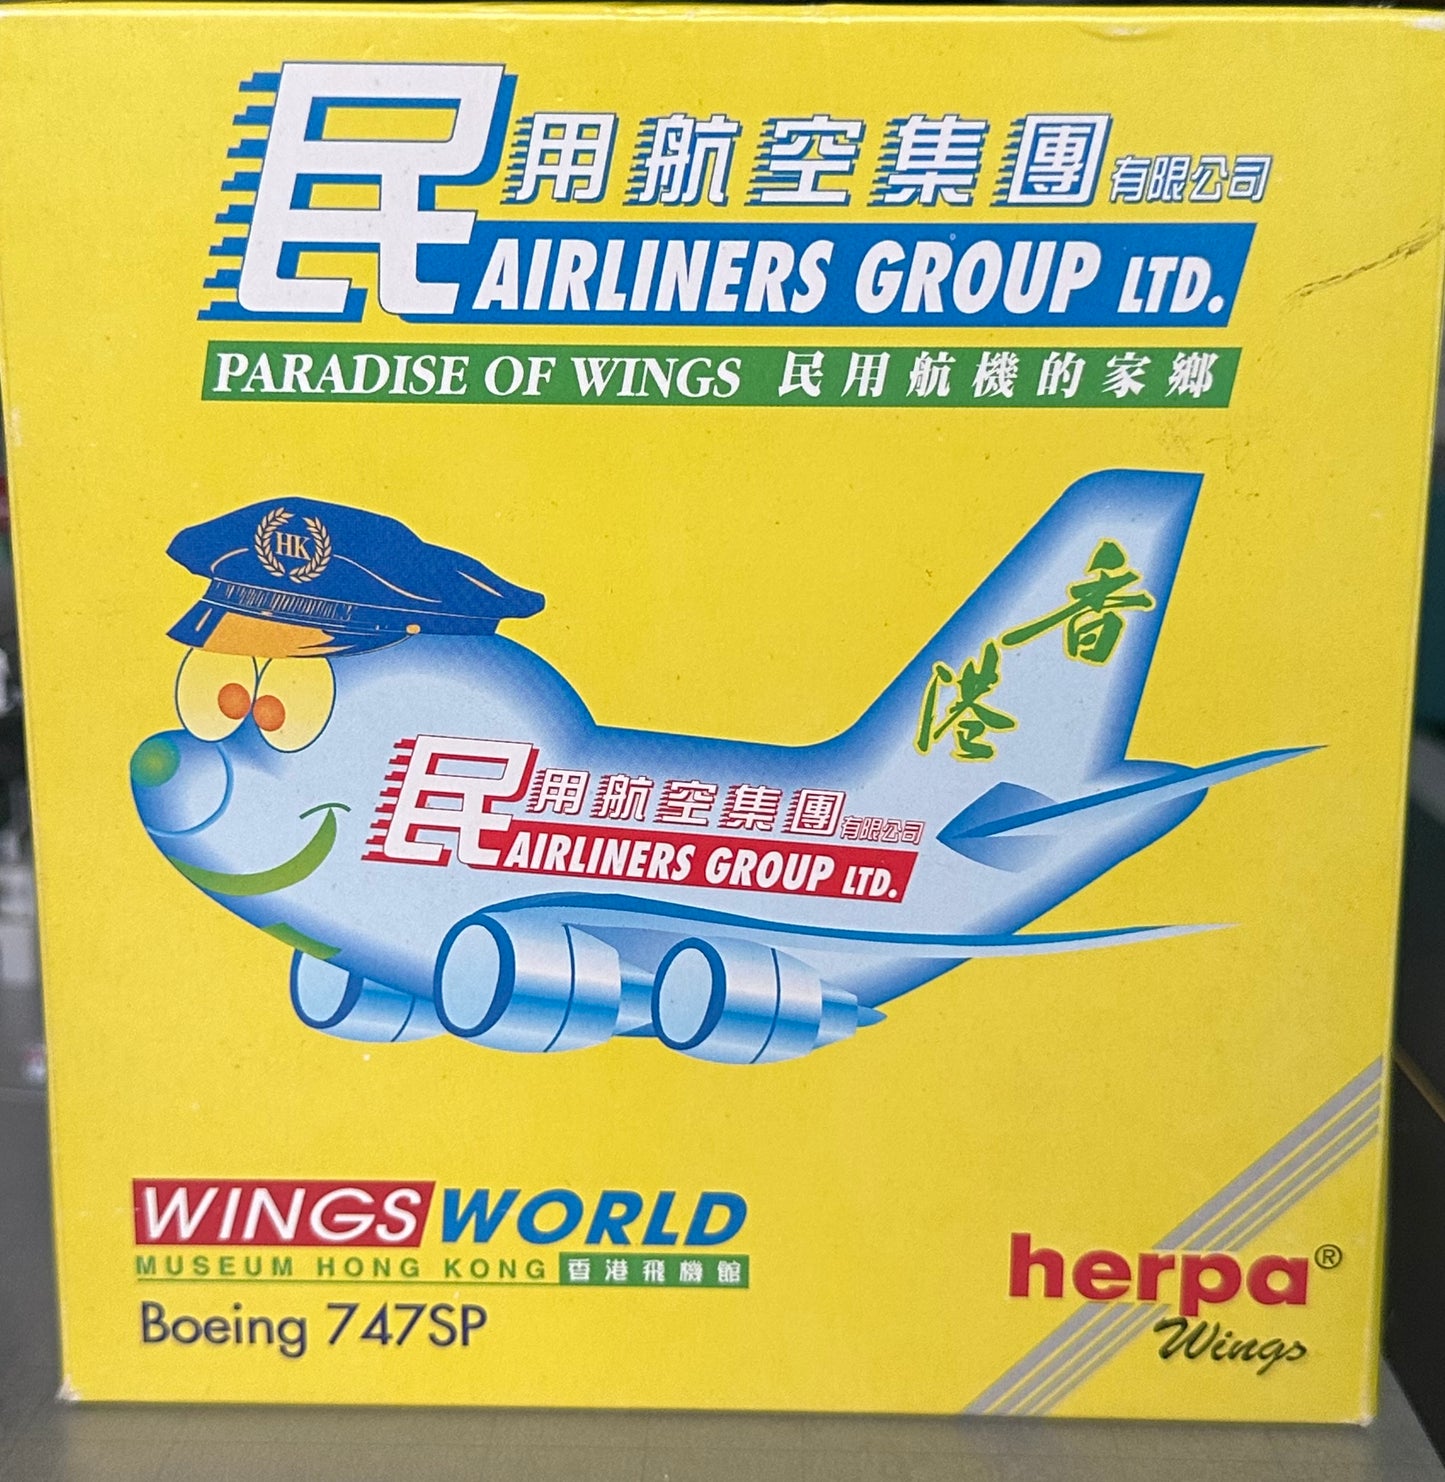 民用航空集團有限公司
AIRLINERS GROUP LTD.
PARADISE OF WINGS 民用航機的家鄉
HK
香港
民用航空集團有限公司
AIRLINERS GROUP LTD.
WINGS WORLD
MUSEUM HONG KONG 香港飛機館
Boeing 747SP
herpa®
Wings